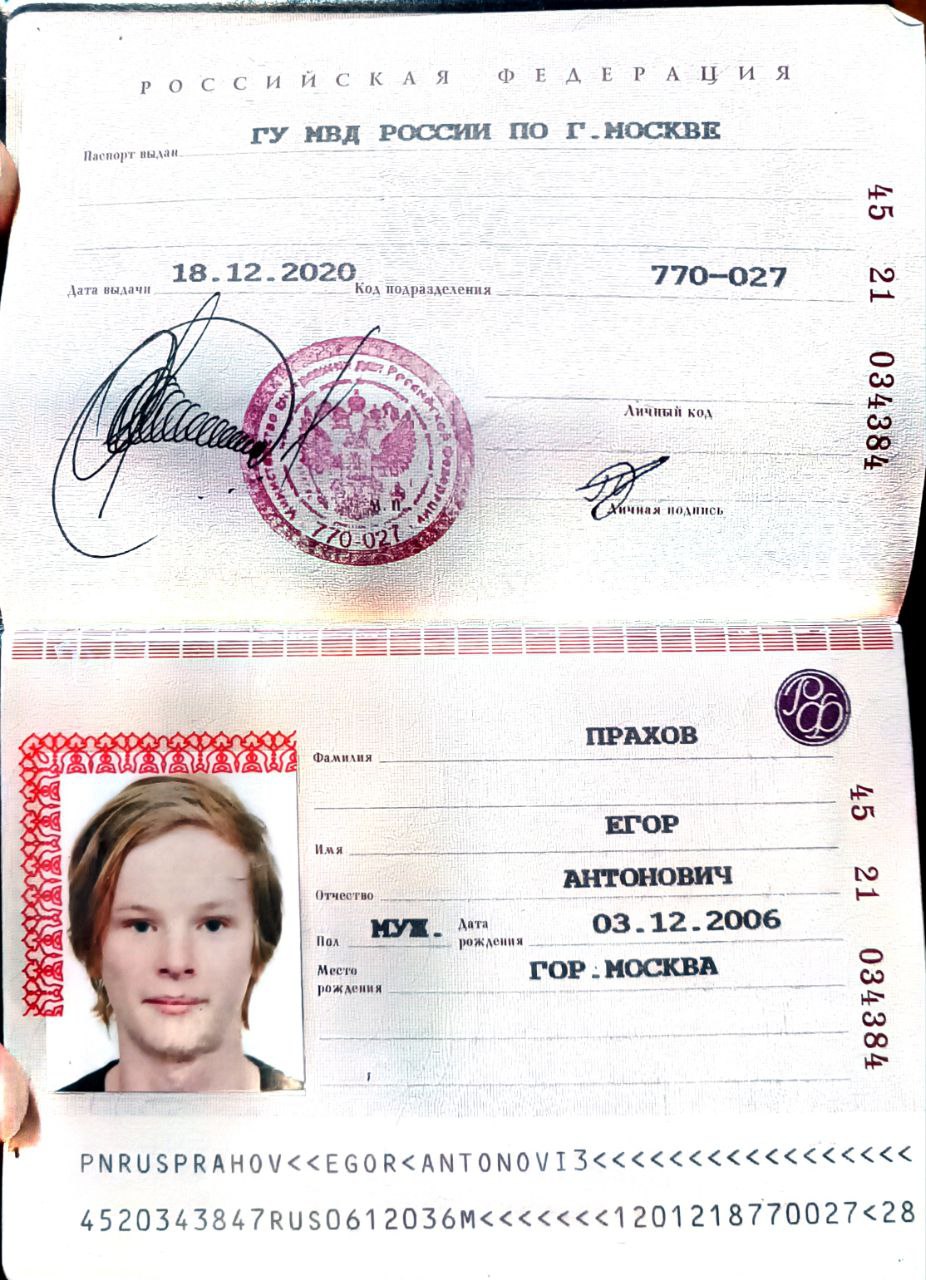 РОССИЙСКАЯ ФЕДЕРАЦИЯ
Паспорт выдан ГУ МВД РОССИИ ПО Г.МОСКВЕ
Дата выдачи 18.12.2020 Код подразделения 770-027
45 21 034384
Личный код
Личная подпись
М.П.
770-027
РФ
Фамилия ПРАХОВ
Имя ЕГОР
Отчество АНТОНОВИЧ
Пол МУЖ. Дата рождения 03.12.2006
Место рождения ГОР.МОСКВА
45 21 034384
PNRUSPRAHOV<<EGOR<ANTONOVI3<<<<<<<<<<<<<<<<<
4520343847RUS0612036M<<<<<<<1201218770027<28